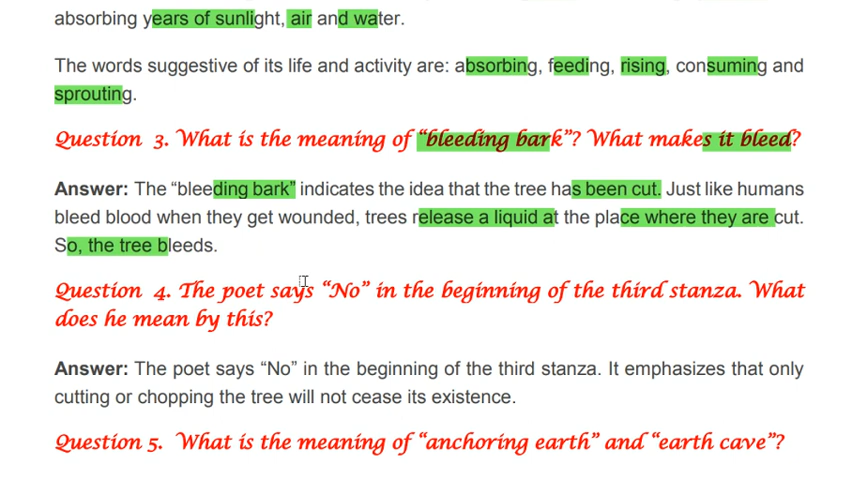 absorbing years of sunlight, air and water.
The words suggestive of its life and activity are: absorbing, feeding, rising, consuming and
sprouting.
Question 3. What is the meaning of “bleeding bark”? What makes it bleed?
Answer: The “bleeding bark” indicates the idea that the tree has been cut. Just like humans
bleed blood when they get wounded, trees release a liquid at the place where they are cut.
So, the tree bleeds.
Question 4. The poet says “No” in the beginning of the third stanza. What
does he mean by this?
Answer: The poet says “No” in the beginning of the third stanza. It emphasizes that only
cutting or chopping the tree will not cease its existence.
Question 5. What is the meaning of “anchoring earth” and “earth cave”?